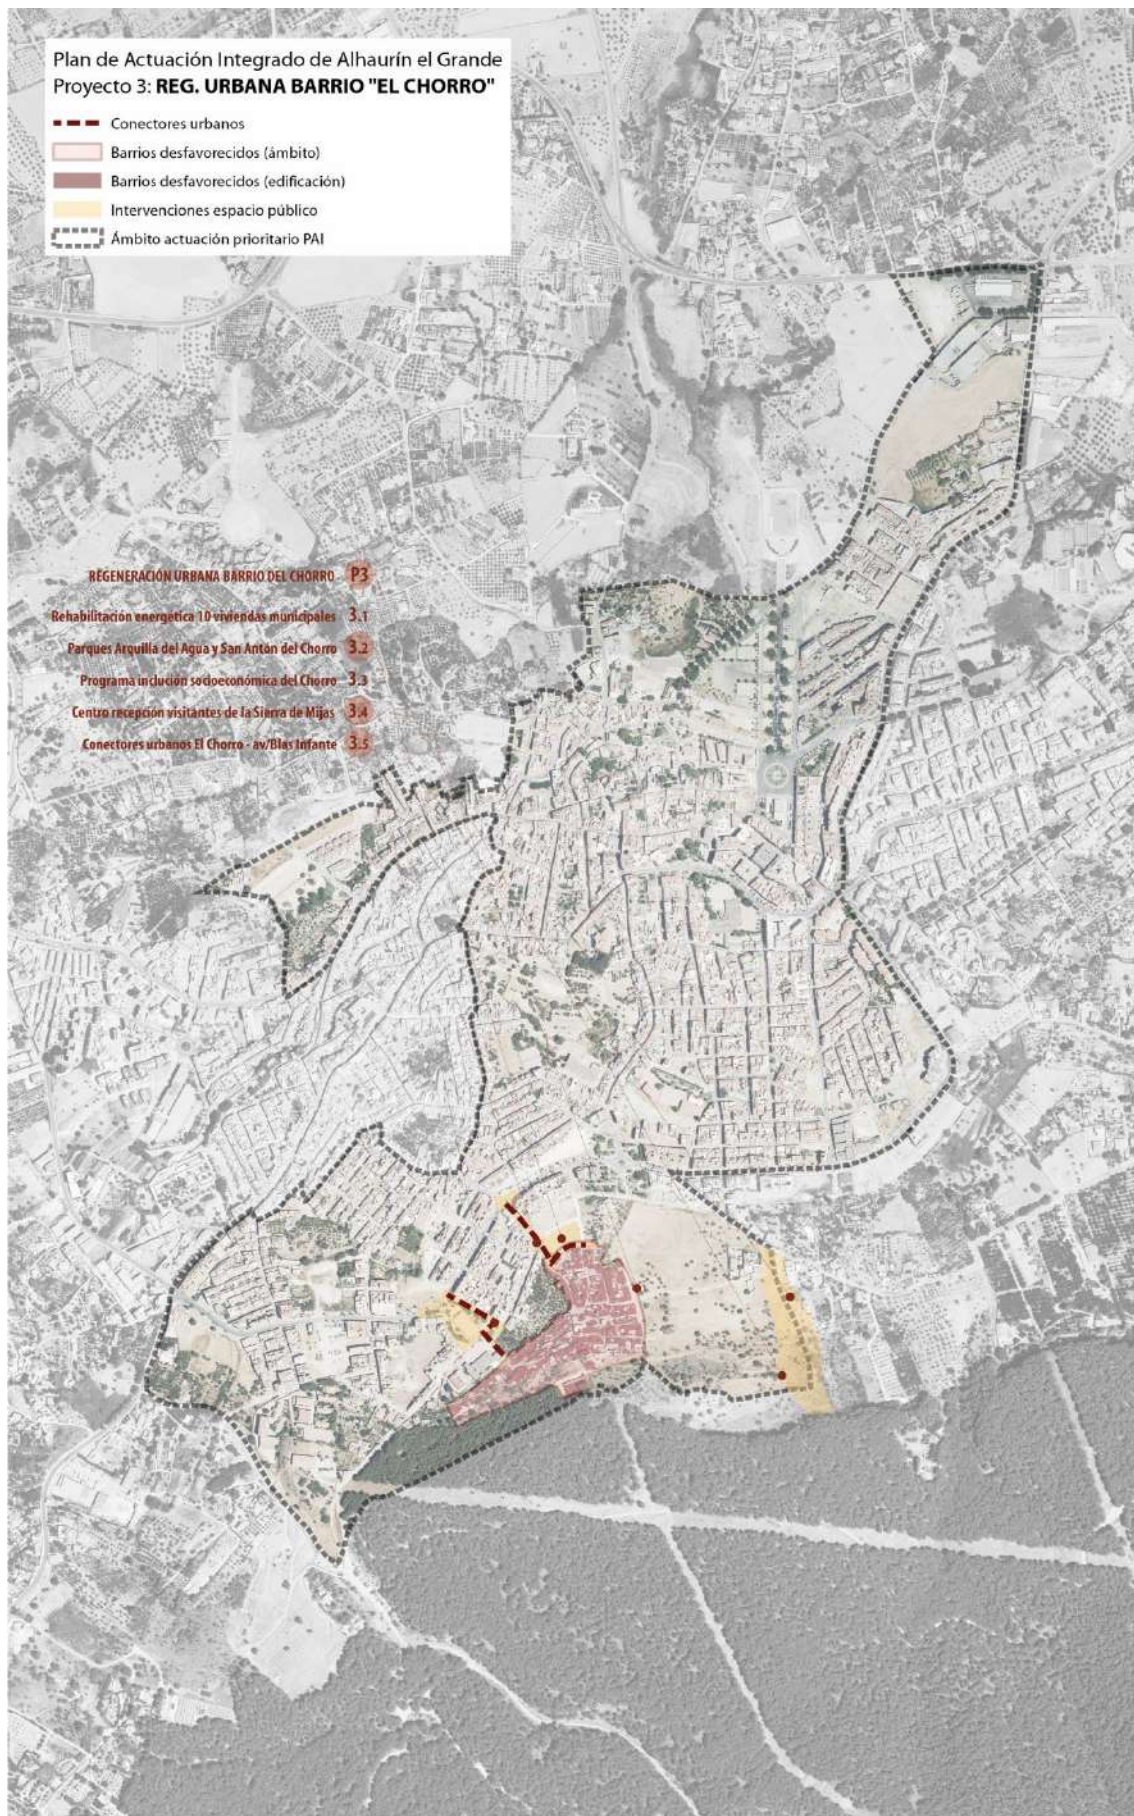 Plan de Actuación Integrado de Alhaurín el Grande
Proyecto 3: REG. URBANA BARRIO "EL CHORRO"
Conectores urbanos
Barrios desfavorecidos (ámbito)
Barrios desfavorecidos (edificación)
Intervenciones espacio público
Ámbito actuación prioritario PAI
REGENERACIÓN URBANA BARRIO DEL CHORRO P3
Rehabilitación energética 10 viviendas municipales 3.1
Parques Arquilla del Agua y San Antón del Chorro 3.2
Programa inclución socioeconómica del Chorro 3.3
Centro recepción visitantes de la Sierra de Mijas 3.4
Conectores urbanos El Chorro - av/Blas Infante 3.5